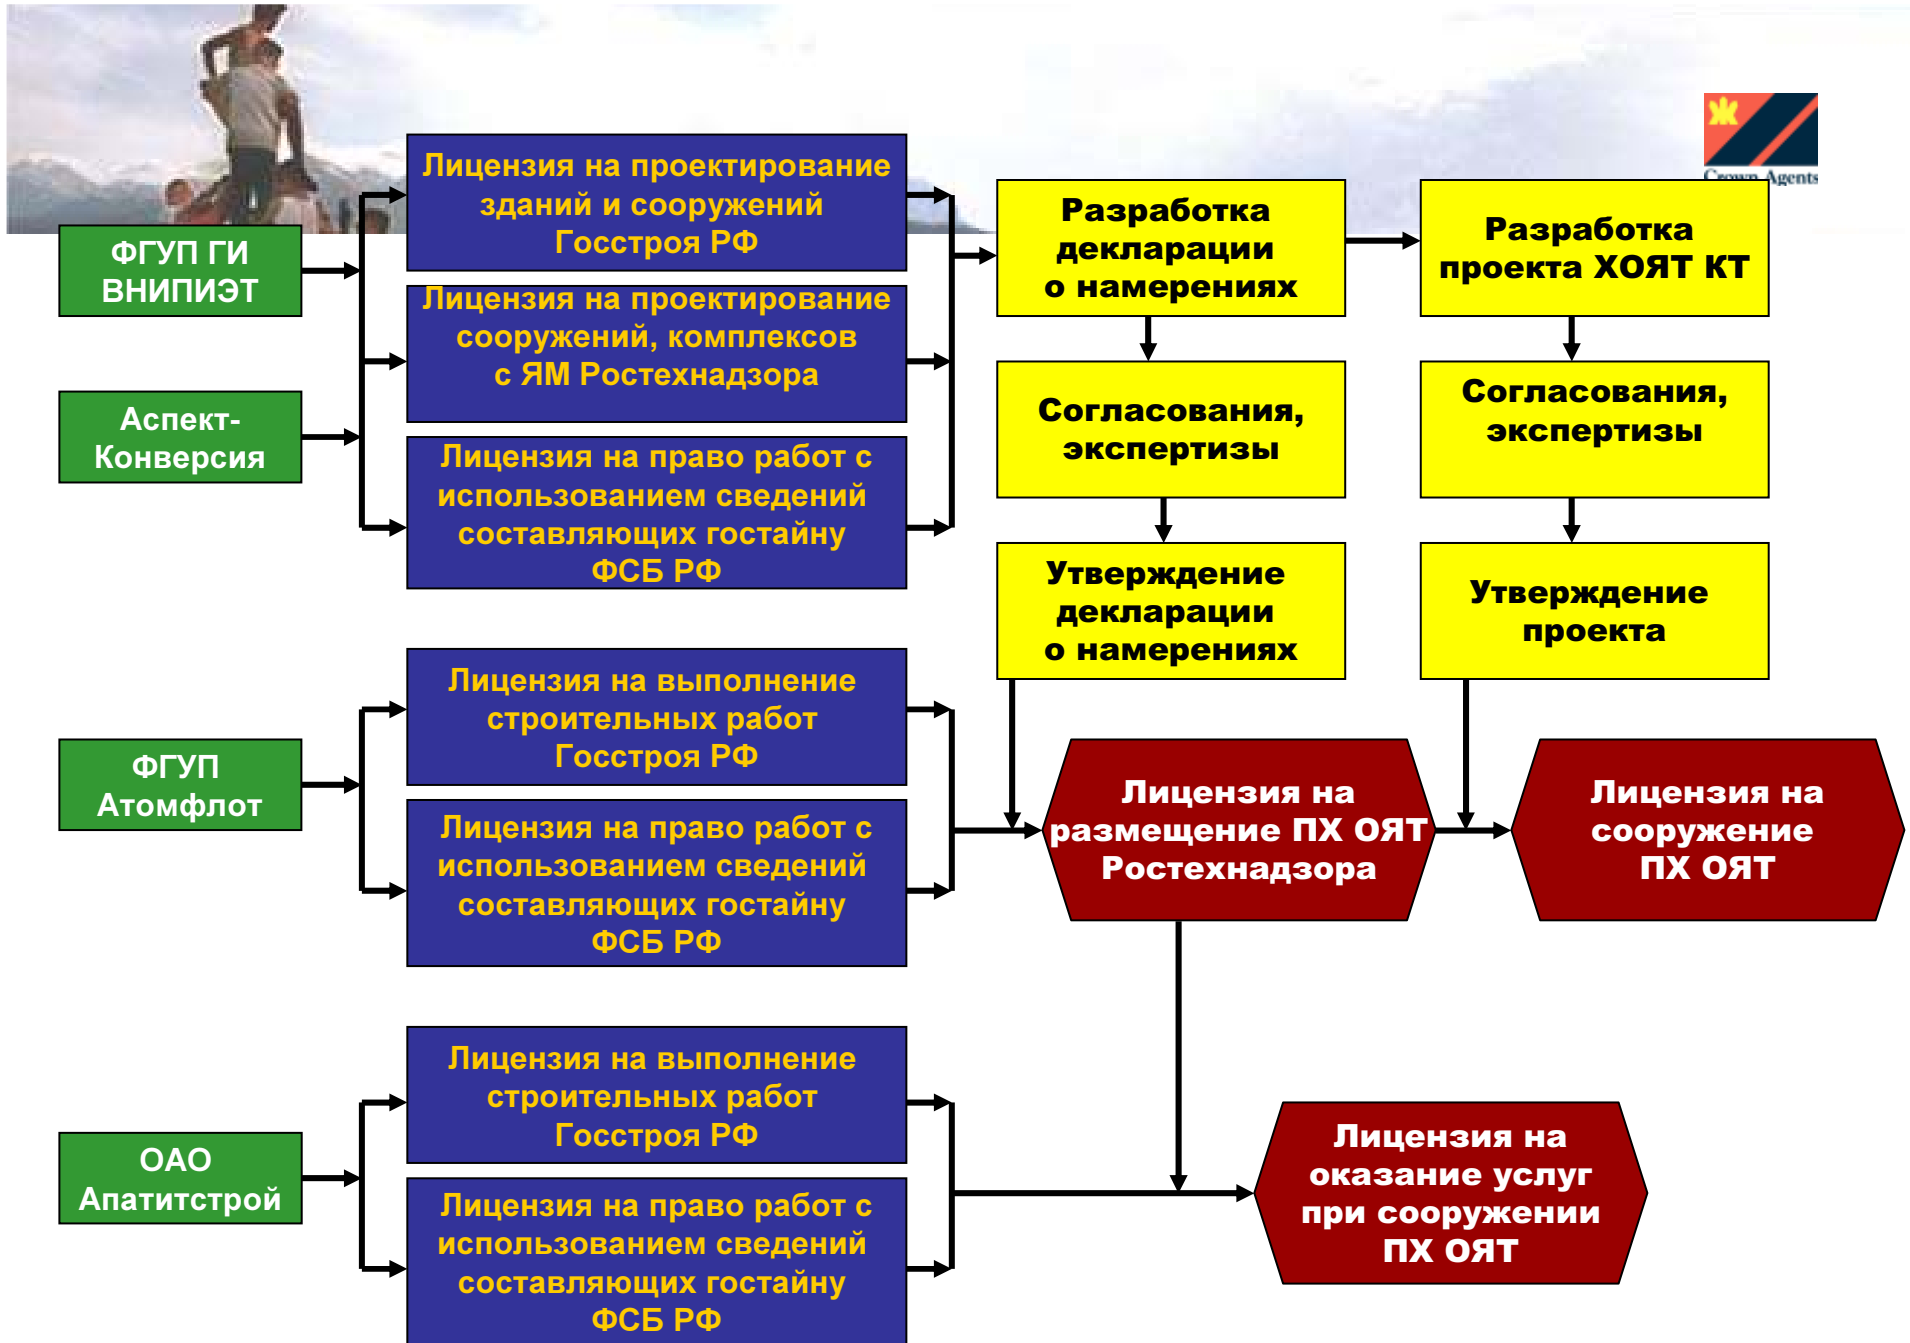 Crown Agents
ФГУП ГИ
ВНИПИЭТ
Аспект-
Конверсия
Лицензия на проектирование
зданий и сооружений
Госстроя РФ
Лицензия на проектирование
сооружений, комплексов
с ЯМ Ростехнадзора
Лицензия на право работ с
использованием сведений
составляющих гостайну
ФСБ РФ
Разработка
декларации
о намерениях
Разработка
проекта ХОЯТ КТ
Согласования,
экспертизы
Согласования,
экспертизы
Утверждение
декларации
о намерениях
Утверждение
проекта
ФГУП
Атомфлот
Лицензия на выполнение
строительных работ
Госстроя РФ
Лицензия на право работ с
использованием сведений
составляющих гостайну
ФСБ РФ
Лицензия на
размещение ПХ ОЯТ
Ростехнадзора
Лицензия на
сооружение
ПХ ОЯТ
ОАО
Апатитстрой
Лицензия на выполнение
строительных работ
Госстроя РФ
Лицензия на право работ с
использованием сведений
составляющих гостайну
ФСБ РФ
Лицензия на
оказание услуг
при сооружении
ПХ ОЯТ